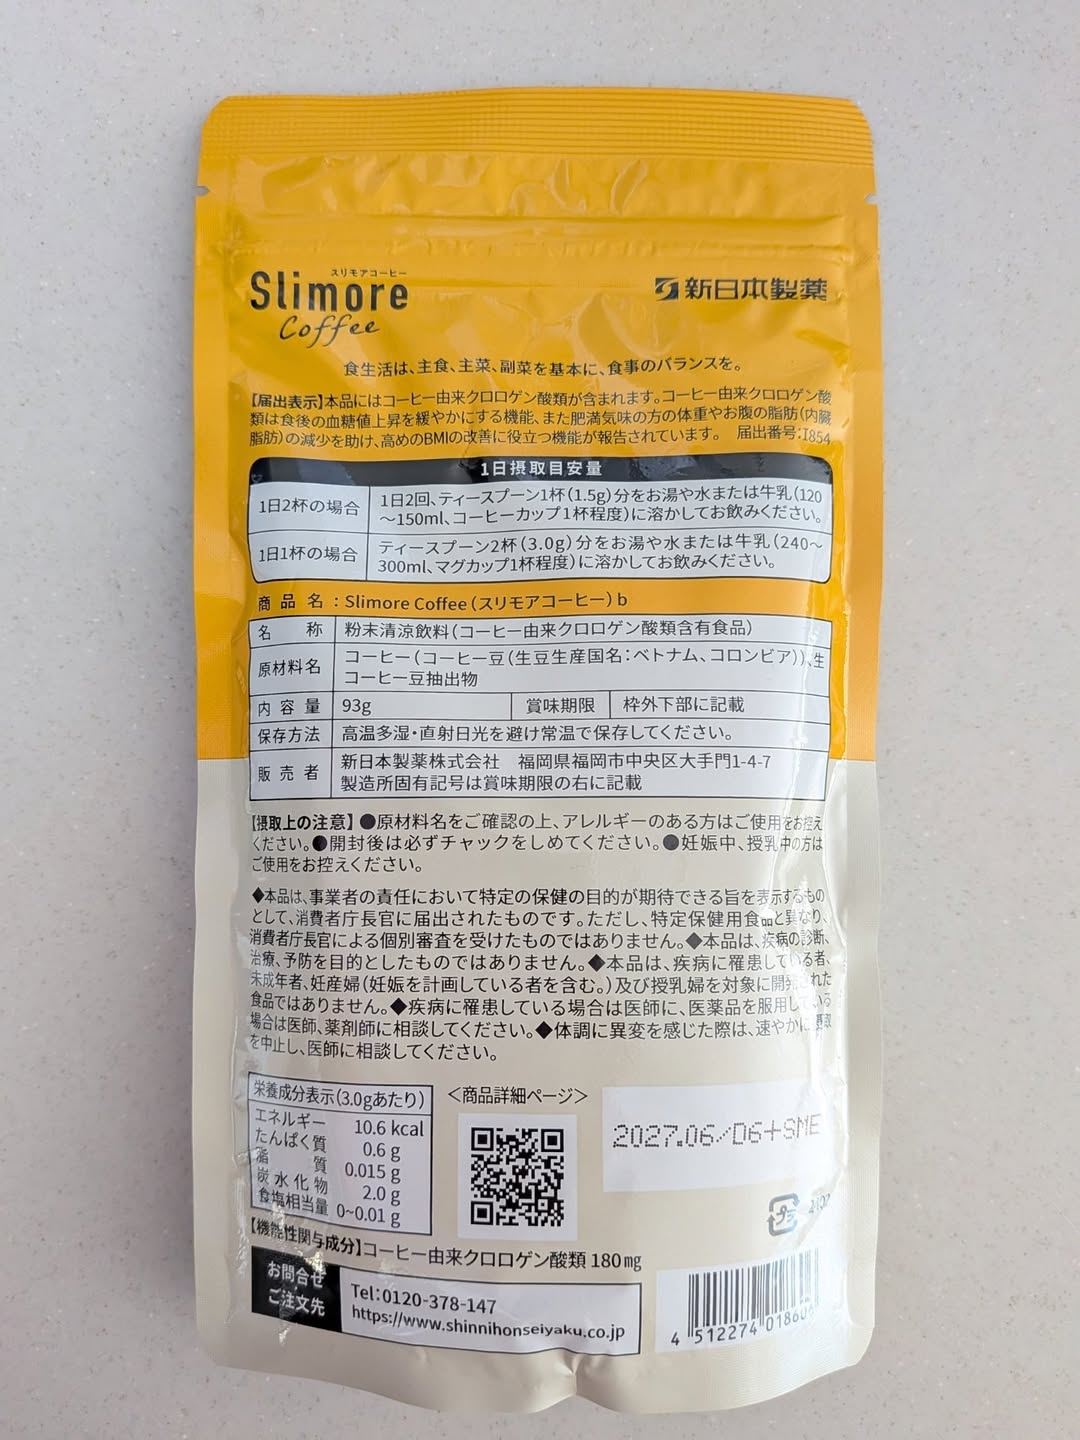 スリモアコーヒー
Slimore
Coffee
新日本製薬
食生活は、主食、主菜、副菜を基本に、食事のバランスを。
【届出表示】本品にはコーヒー由来クロロゲン酸類が含まれます。コーヒー由来クロロゲン酸
類は食後の血糖値上昇を緩やかにする機能、また肥満気味の方の体重やお腹の脂肪(内臓
脂肪)の減少を助け、高めのBMIの改善に役立つ機能が報告されています。 届出番号:I854
1日摂取目安量
1日2杯の場合
1日2回、ティースプーン1杯(1.5g)分をお湯や水または牛乳(120
～150ml、コーヒーカップ1杯程度)に溶かしてお飲みください。
1日1杯の場合
ティースプーン2杯(3.0g)分をお湯や水または牛乳(240～
300ml、マグカップ1杯程度)に溶かしてお飲みください。
商品名:Slimore Coffee(スリモアコーヒー)b
名称 粉末清涼飲料(コーヒー由来クロロゲン酸類含有食品)
原材料名 コーヒー(コーヒー豆(生豆生産国名:ベトナム、コロンビア))、生
コーヒー豆抽出物
内容量 93g 賞味期限 枠外下部に記載
保存方法 高温多湿・直射日光を避け常温で保存してください。
販売者 新日本製薬株式会社 福岡県福岡市中央区大手門1-4-7
製造所固有記号は賞味期限の右に記載
【摂取上の注意】●原材料名をご確認の上、アレルギーのある方はご使用をお控え
ください。●開封後は必ずチャックをしめてください。●妊娠中、授乳中の方は
ご使用をお控えください。
◆本品は、事業者の責任において特定の保健の目的が期待できる旨を表示するもの
として、消費者庁長官に届出されたものです。ただし、特定保健用食品と異なり、
消費者庁長官による個別審査を受けたものではありません。◆本品は、疾病の診断、
治療、予防を目的としたものではありません。◆本品は、疾病に罹患している者、
未成年者、妊産婦(妊娠を計画している者を含む。)及び授乳婦を対象に開発された
食品ではありません。◆疾病に罹患している場合は医師に、医薬品を服用している
場合は医師、薬剤師に相談してください。◆体調に異変を感じた際は、速やかに摂取
を中止し、医師に相談してください。
栄養成分表示(3.0gあたり)
エネルギー 10.6 kcal
たんぱく質 0.6 g
脂質 0.015 g
炭水化物 2.0 g
食塩相当量 0~0.01 g
<商品詳細ページ>
2027.06/D6+SME
プラ
【機能性関与成分】コーヒー由来クロロゲン酸類 180mg
お問合せ
ご注文先
Tel:0120-378-147
https://www.shinnihonseiyaku.co.jp
4 512274 01860